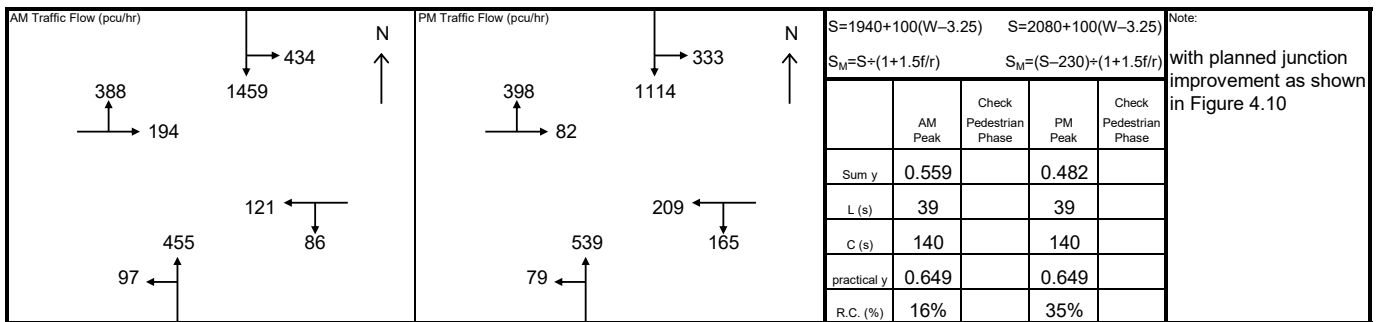 AM Traffic Flow (pcu/hr)
N
434
1459
388
194
121
86
455
97
PM Traffic Flow (pcu/hr)
N
333
1114
398
82
209
165
539
79
S=1940+100(W–3.25) S=2080+100(W–3.25)
SM=S÷(1+1.5f/r) SM=(S–230)÷(1+1.5f/r)
AM Peak Check Pedestrian Phase PM Peak Check Pedestrian Phase
Sum y 0.559 0.482
L (s) 39 39
C (s) 140 140
practical y 0.649 0.649
R.C. (%) 16% 35%
Note:
with planned junction
improvement as shown
in Figure 4.10